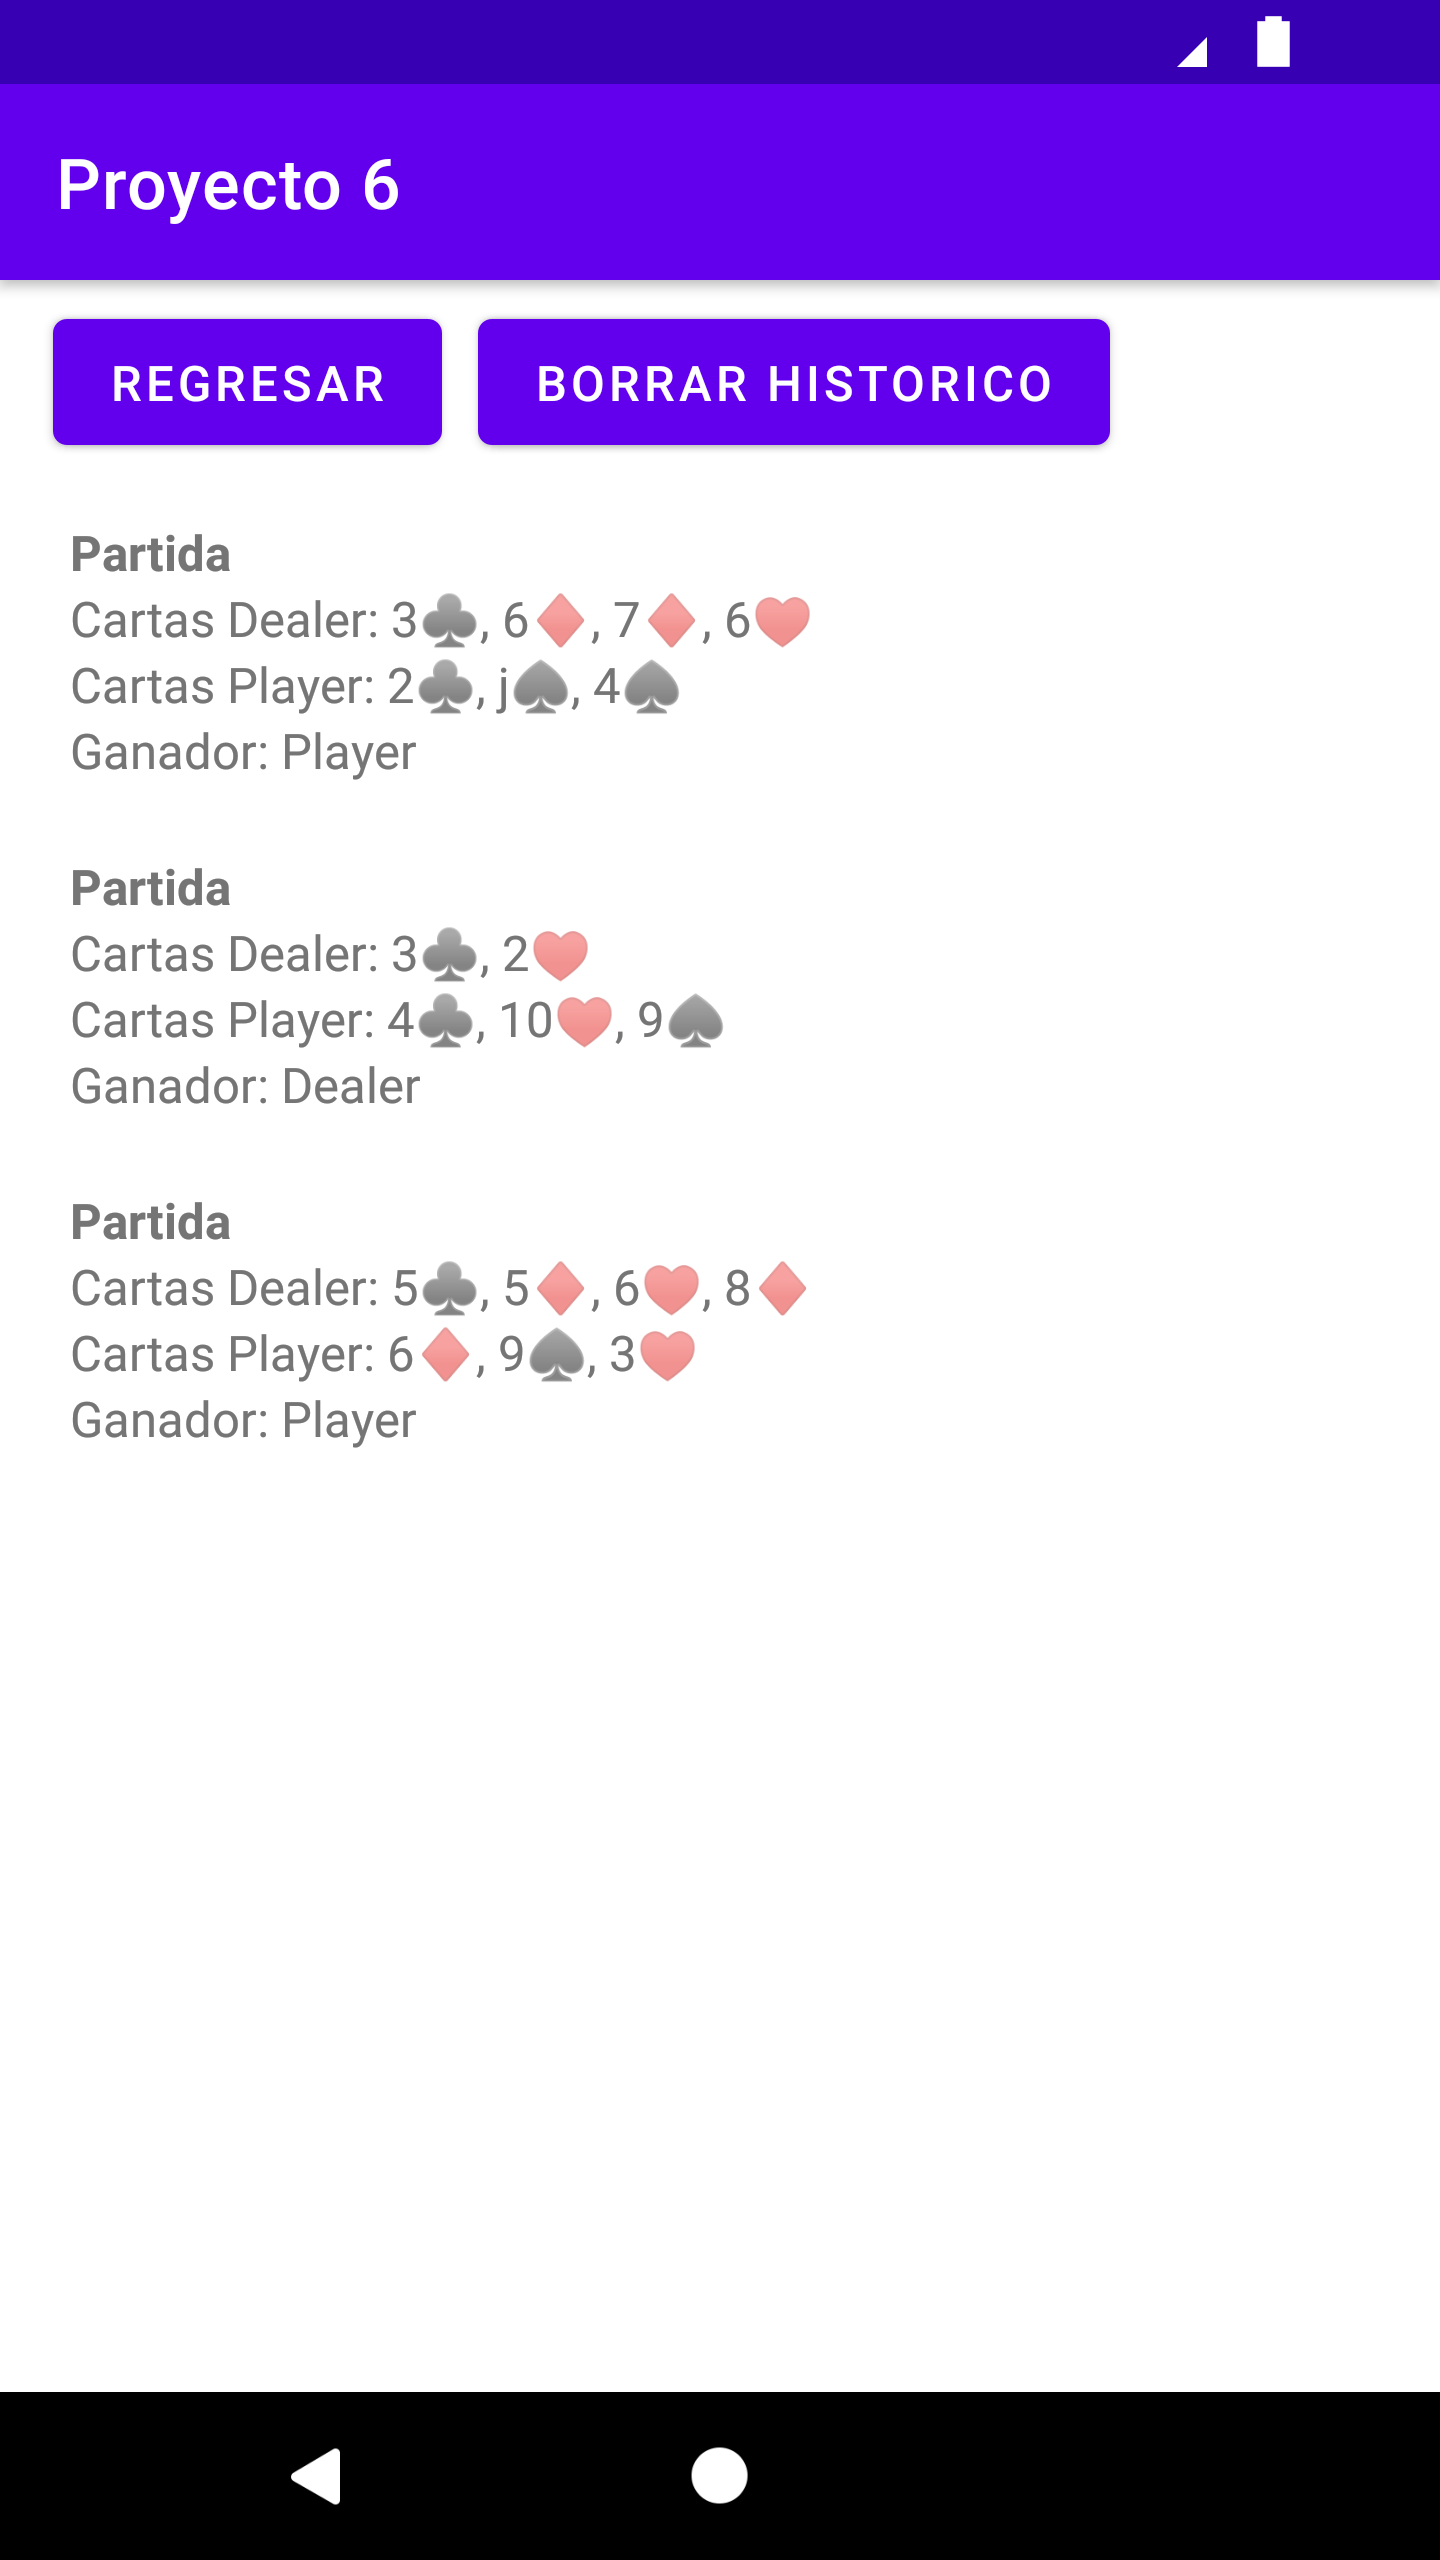 Proyecto 6
REGRESAR BORRAR HISTORICO
Partida
Cartas Dealer: 3♣️, 6♦️, 7♦️, 6♥️
Cartas Player: 2♣️, j♠️, 4♠️
Ganador: Player
Partida
Cartas Dealer: 3♣️, 2♥️
Cartas Player: 4♣️, 10♥️, 9♠️
Ganador: Dealer
Partida
Cartas Dealer: 5♣️, 5♦️, 6♥️, 8♦️
Cartas Player: 6♦️, 9♠️, 3♥️
Ganador: Player